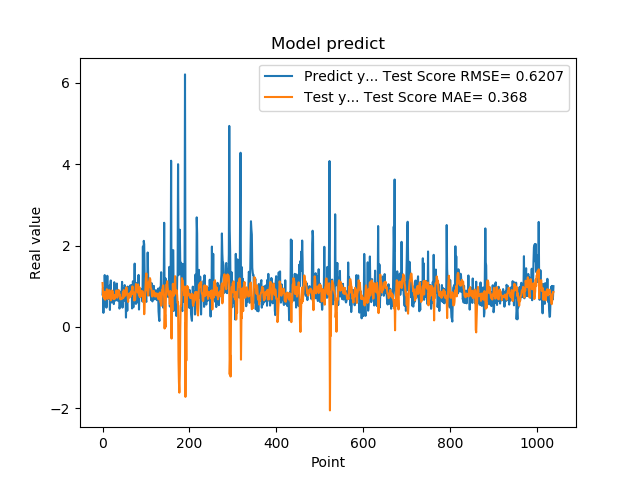 Model predict
Predict y... Test Score RMSE= 0.6207
Test y... Test Score MAE= 0.368
Real value
6
4
2
0
−2
0 200 400 600 800 1000
Point